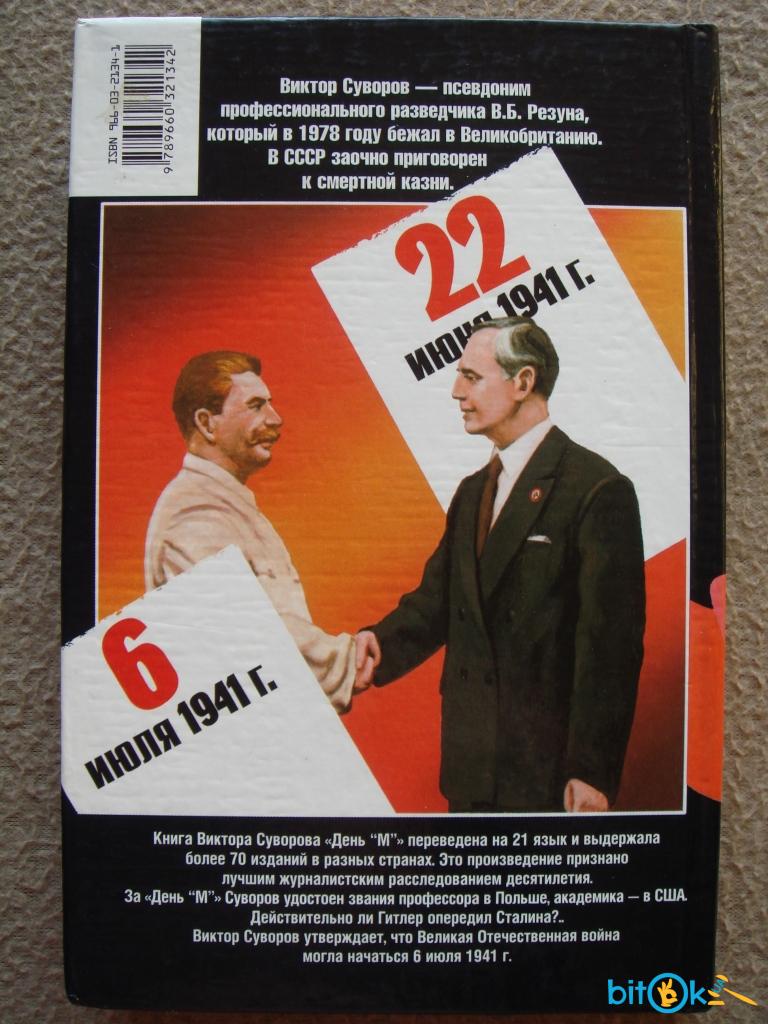 ISBN 966-03-2134-1
9 789660 321342
Виктор Суворов — псевдоним
профессионального разведчика В.Б. Резуна,
который в 1978 году бежал в Великобританию.
В СССР заочно приговорен
к смертной казни.
22
июня 1941 г.
6
июля 1941 г.
Книга Виктора Суворова «День “М”» переведена на 21 язык и выдержала
более 70 изданий в разных странах. Это произведение признано
лучшим журналистским расследованием десятилетия.
За «День “М”» Суворов удостоен звания профессора в Польше, академика — в США.
Действительно ли Гитлер опередил Сталина?..
Виктор Суворов утверждает, что Великая Отечественная война
могла начаться 6 июля 1941 г.
bitOk